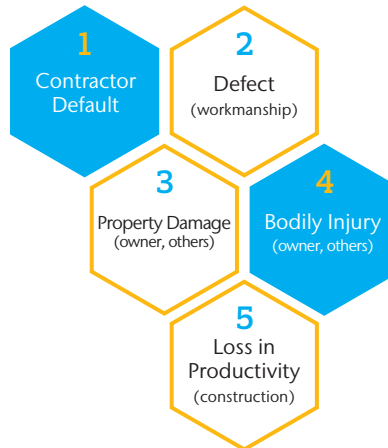 1
Contractor
Default
2
Defect
(workmanship)
3
Property Damage
(owner, others)
4
Bodily Injury
(owner, others)
5
Loss in
Productivity
(construction)